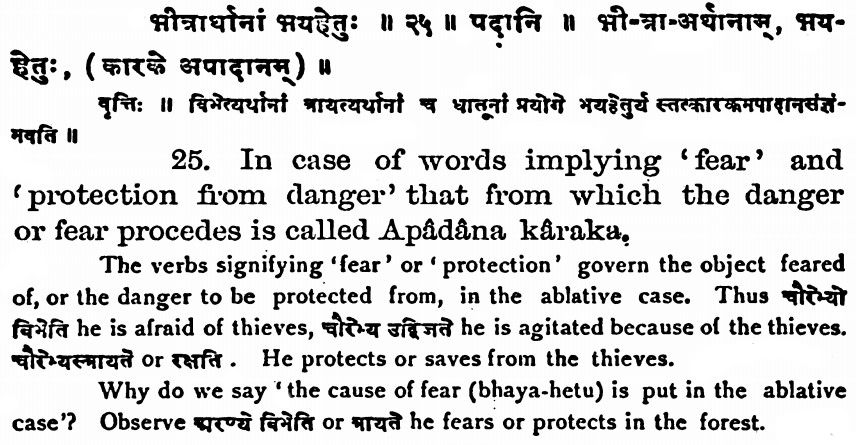 भीत्रार्थानां भयहेतुः ॥ २५ ॥ पदानि ॥ भी-त्रा-अर्थानाम्, भय-
हेतुः, (कारके अपादानम्) ॥
वृत्तिः ॥ विभेत्यर्थानां त्रायत्यर्थानां च धातूनां प्रयोगे भयहेतुर्य स्तत्कारकमपादानसंज्ञं-
भवति ॥
25. In case of words implying ‘fear’ and
‘protection from danger’ that from which the danger
or fear procedes is called Apâdâna kâraka.
The verbs signifying ‘fear’ or ‘protection’ govern the object feared
of, or the danger to be protected from, in the ablative case. Thus चौरेभ्यो
विभेति he is afraid of thieves, चौरेभ्य उद्विजते he is agitated because of the thieves.
चौरेभ्यस्त्रायते or रक्षति . He protects or saves from the thieves.
Why do we say ‘the cause of fear (bhaya-hetu) is put in the ablative
case’? Observe अरण्ये विभेति or त्रायते he fears or protects in the forest.